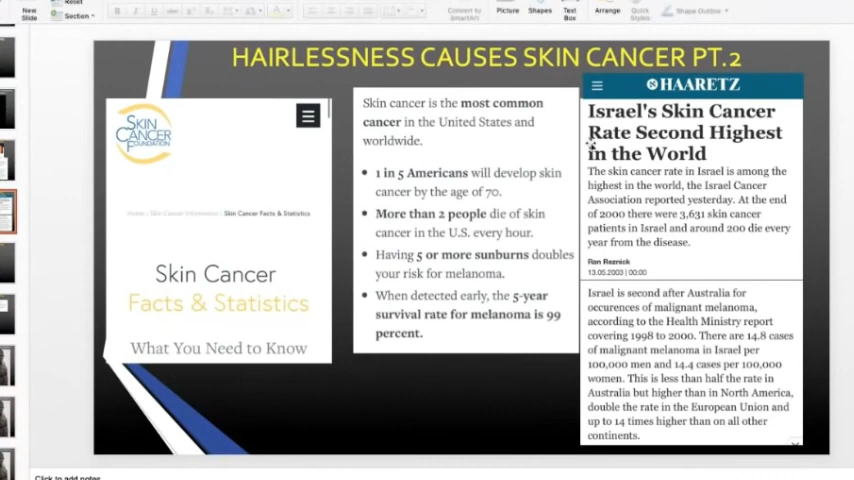 Reset
New
Slide
Section
Convert to
SmartArt
Picture
Shapes
Text
Box
Arrange
Quick
Styles
Shape Outline
HAIRLESSNESS CAUSES SKIN CANCER PT.2
SKIN
CANCER
FOUNDATION
Home > Skin Cancer Information > Skin Cancer Facts & Statistics
Skin Cancer
Facts & Statistics
What You Need to Know
Skin cancer is the most common
cancer in the United States and
worldwide.
• 1 in 5 Americans will develop skin
cancer by the age of 70.
• More than 2 people die of skin
cancer in the U.S. every hour.
• Having 5 or more sunburns doubles
your risk for melanoma.
• When detected early, the 5-year
survival rate for melanoma is 99
percent.
HAARETZ
Israel's Skin Cancer
Rate Second Highest
in the World
The skin cancer rate in Israel is among the
highest in the world, the Israel Cancer
Association reported yesterday. At the end
of 2000 there were 3,631 skin cancer
patients in Israel and around 200 die every
year from the disease.
Ran Reznick
13.05.2003 | 00:00
Israel is second after Australia for
occurences of malignant melanoma,
according to the Health Ministry report
covering 1998 to 2000. There are 14.8 cases
of malignant melanoma in Israel per
100,000 men and 14.4 cases per 100,000
women. This is less than half the rate in
Australia but higher than in North America,
double the rate in the European Union and
up to 14 times higher than on all other
continents.
Click to add notes